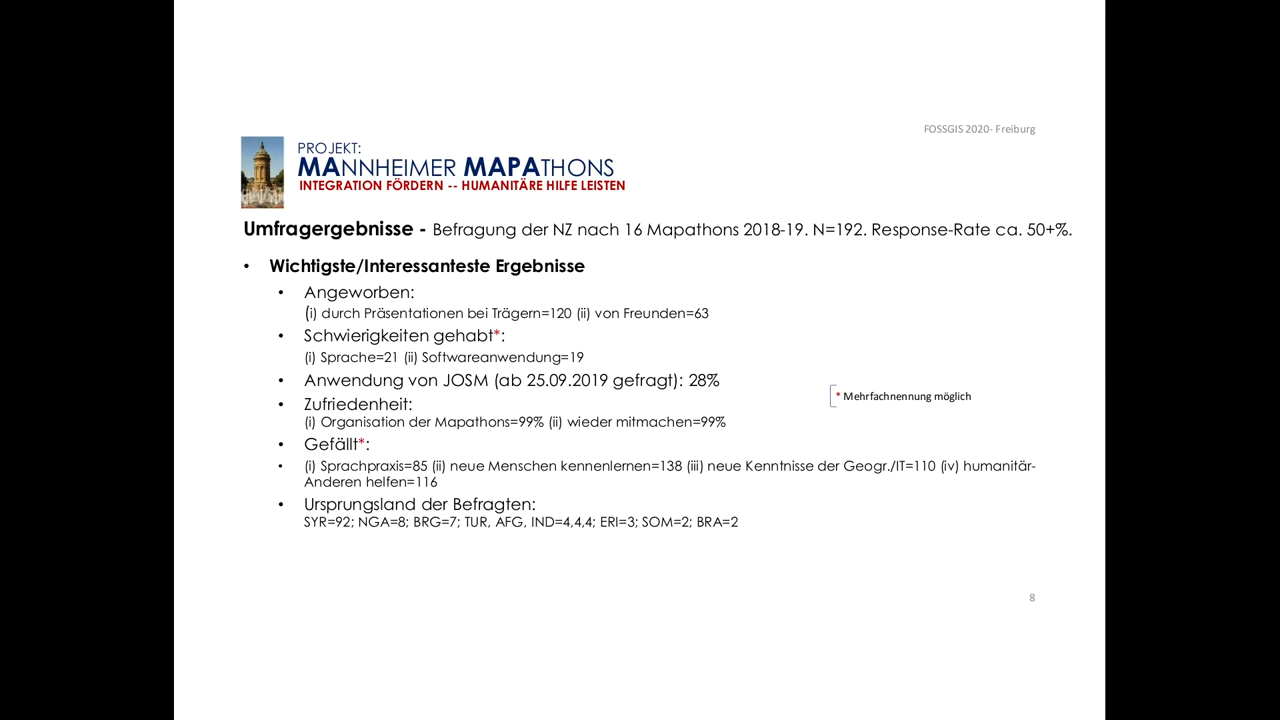 FOSSGIS 2020- Freiburg
PROJEKT:
MANNHEIMER MAPATHONS
INTEGRATION FÖRDERN -- HUMANITÄRE HILFE LEISTEN
Umfragergebnisse - Befragung der NZ nach 16 Mapathons 2018-19. N=192. Response-Rate ca. 50+%.
• Wichtigste/Interessanteste Ergebnisse
• Angeworben:
(i) durch Präsentationen bei Trägern=120 (ii) von Freunden=63
• Schwierigkeiten gehabt*:
(i) Sprache=21 (ii) Softwareanwendung=19
• Anwendung von JOSM (ab 25.09.2019 gefragt): 28%
* Mehrfachnennung möglich
• Zufriedenheit:
(i) Organisation der Mapathons=99% (ii) wieder mitmachen=99%
• Gefällt*:
• (i) Sprachpraxis=85 (ii) neue Menschen kennenlernen=138 (iii) neue Kenntnisse der Geogr./IT=110 (iv) humanitär-
Anderen helfen=116
• Ursprungsland der Befragten:
SYR=92; NGA=8; BRG=7; TUR, AFG, IND=4,4,4; ERI=3; SOM=2; BRA=2
8